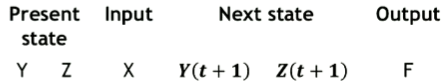 Present state Input Next state Output
Y Z X Y(t + 1) Z(t + 1) F